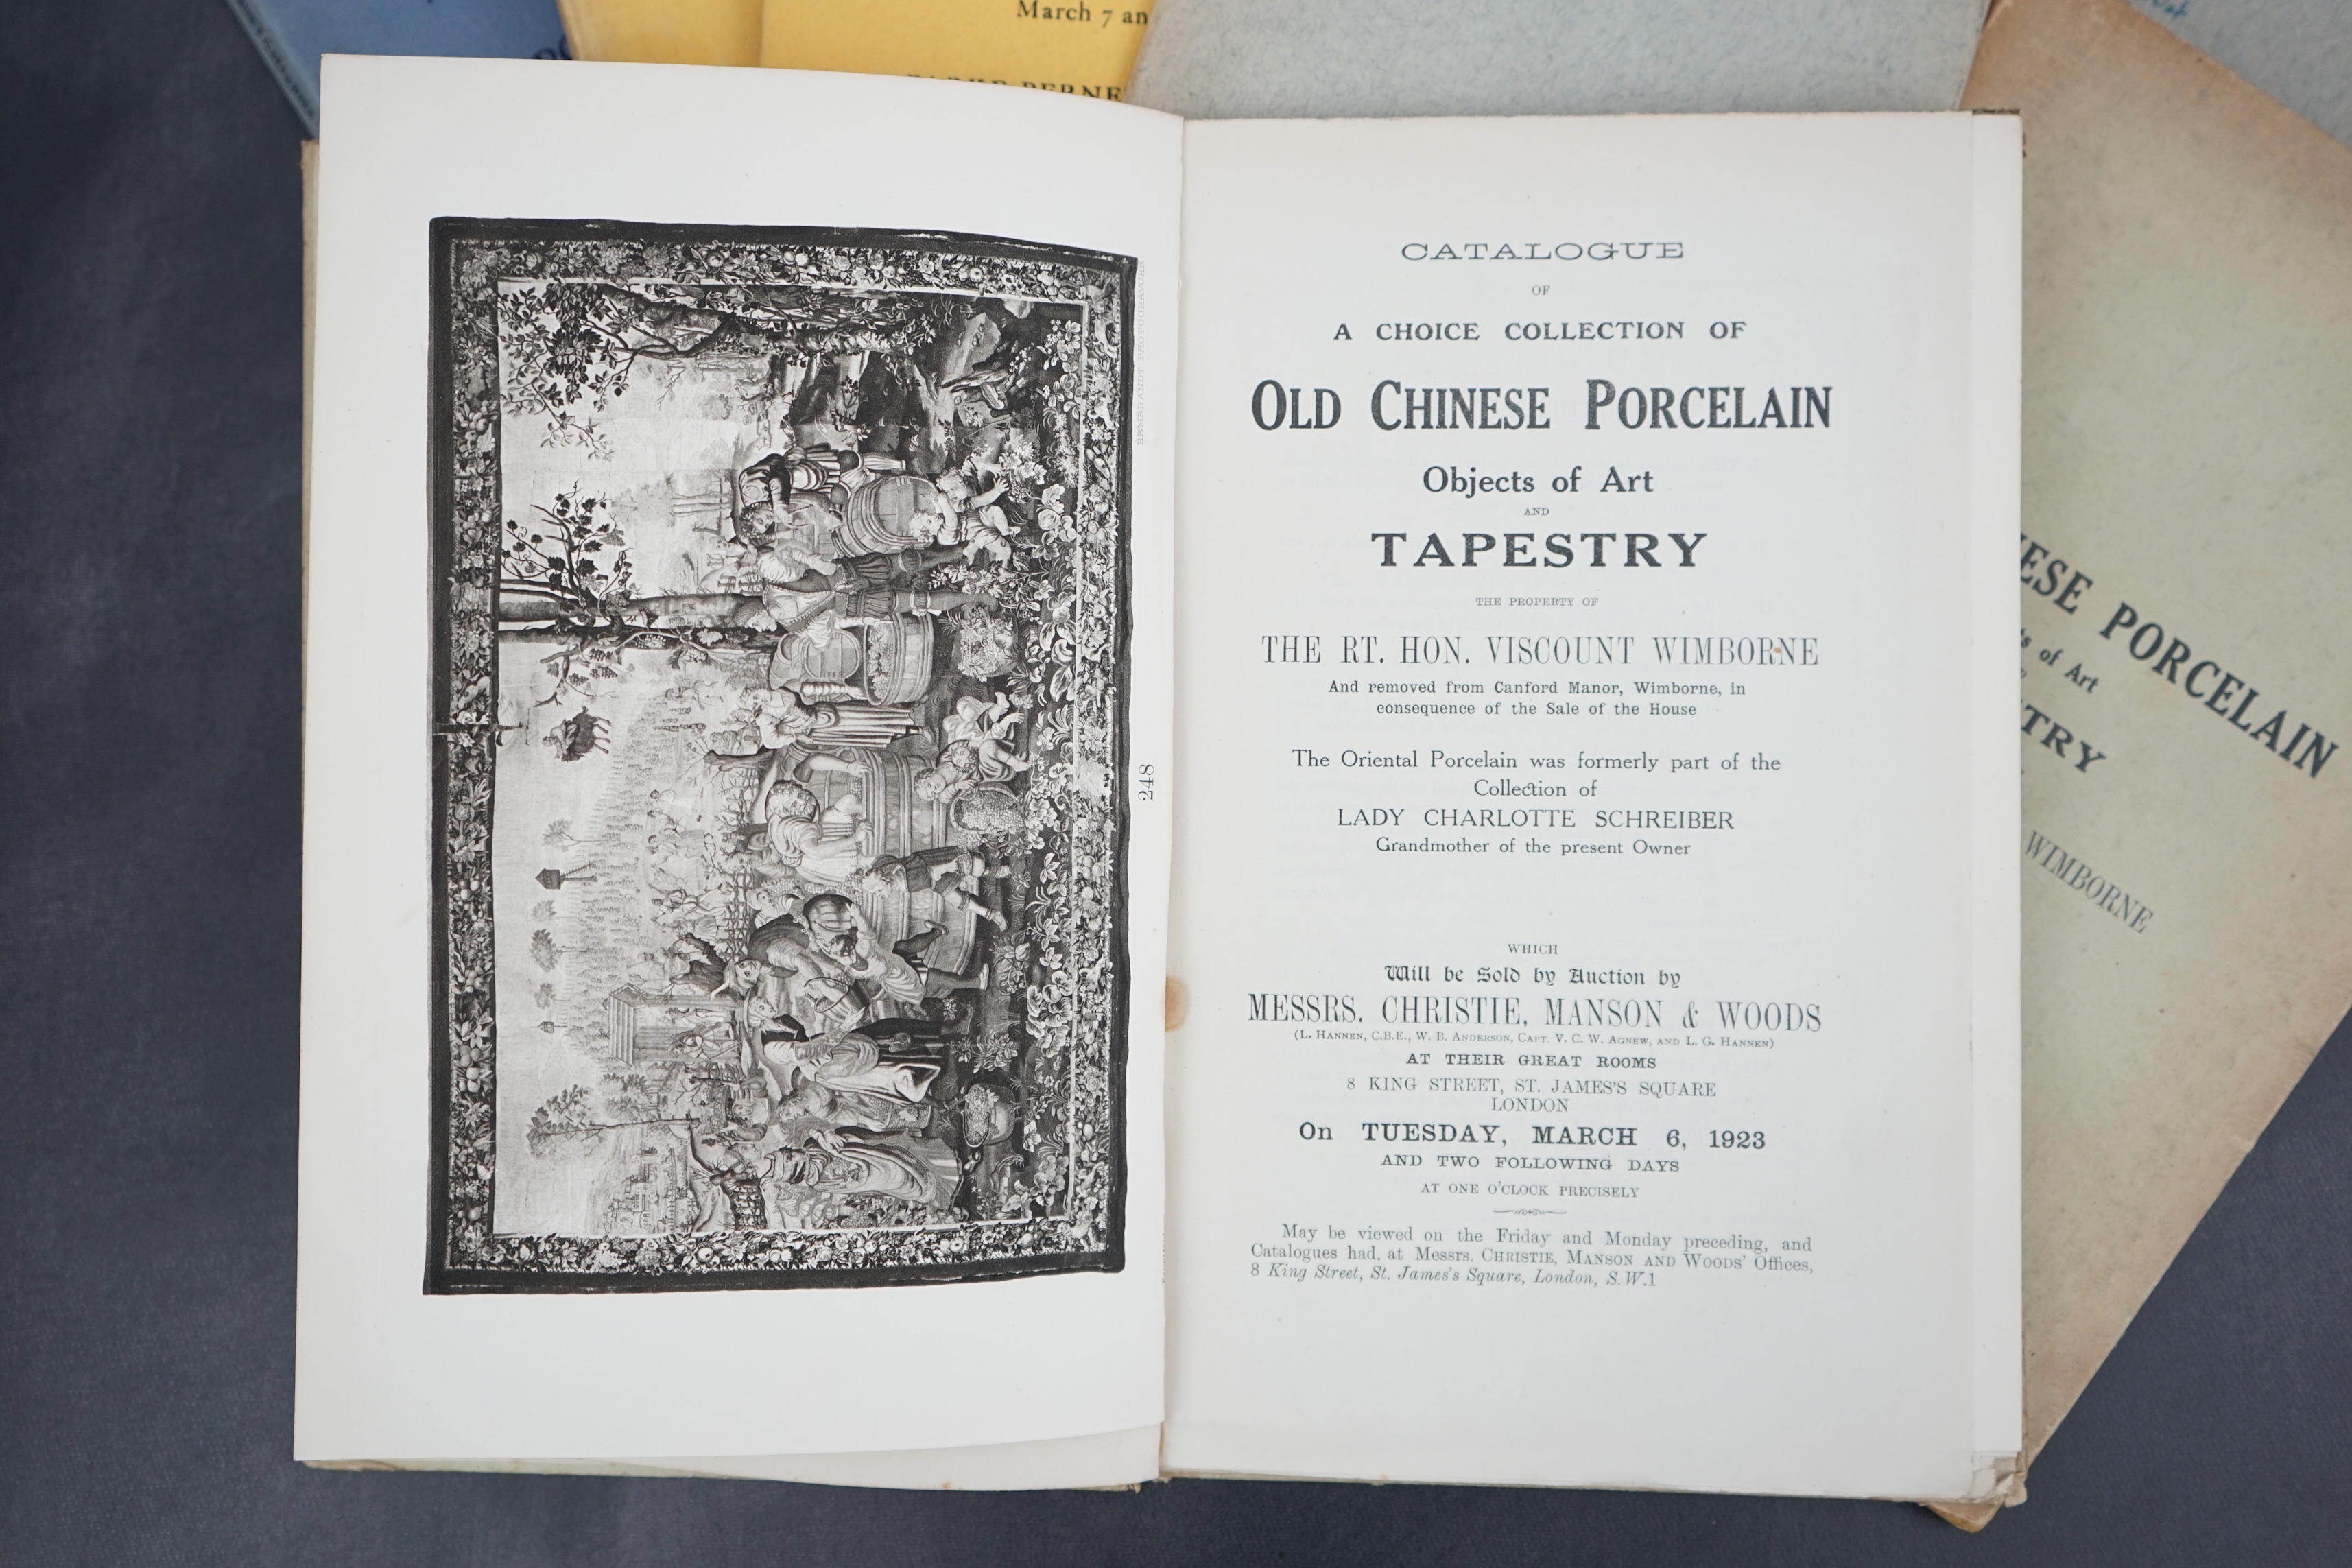 March 7 an
REMBRANDT PHOTOGRAVURE
248
CATALOGUE
OF
A CHOICE COLLECTION OF
OLD CHINESE PORCELAIN
Objects of Art
AND
TAPESTRY
THE PROPERTY OF
THE RT. HON. VISCOUNT WIMBORNE
And removed from Canford Manor, Wimborne, in
consequence of the Sale of the House
The Oriental Porcelain was formerly part of the
Collection of
LADY CHARLOTTE SCHREIBER
Grandmother of the present Owner
WHICH
Will be Sold by Auction by
MESSRS. CHRISTIE, MANSON & WOODS
(L. HANNEN, C.B.E., W. B. ANDERSON, CAPT. V. C. W. AGNEW, AND L. G. HANNEN)
AT THEIR GREAT ROOMS
8 KING STREET, ST. JAMES'S SQUARE
LONDON
On TUESDAY, MARCH 6, 1923
AND TWO FOLLOWING DAYS
AT ONE O'CLOCK PRECISELY
May be viewed on the Friday and Monday preceding, and
Catalogues had, at Messrs. CHRISTIE, MANSON AND WOODS' Offices,
8 King Street, St. James's Square, London, S.W.1
ESE PORCELAIN
ts of Art
TRY
WIMBORNE